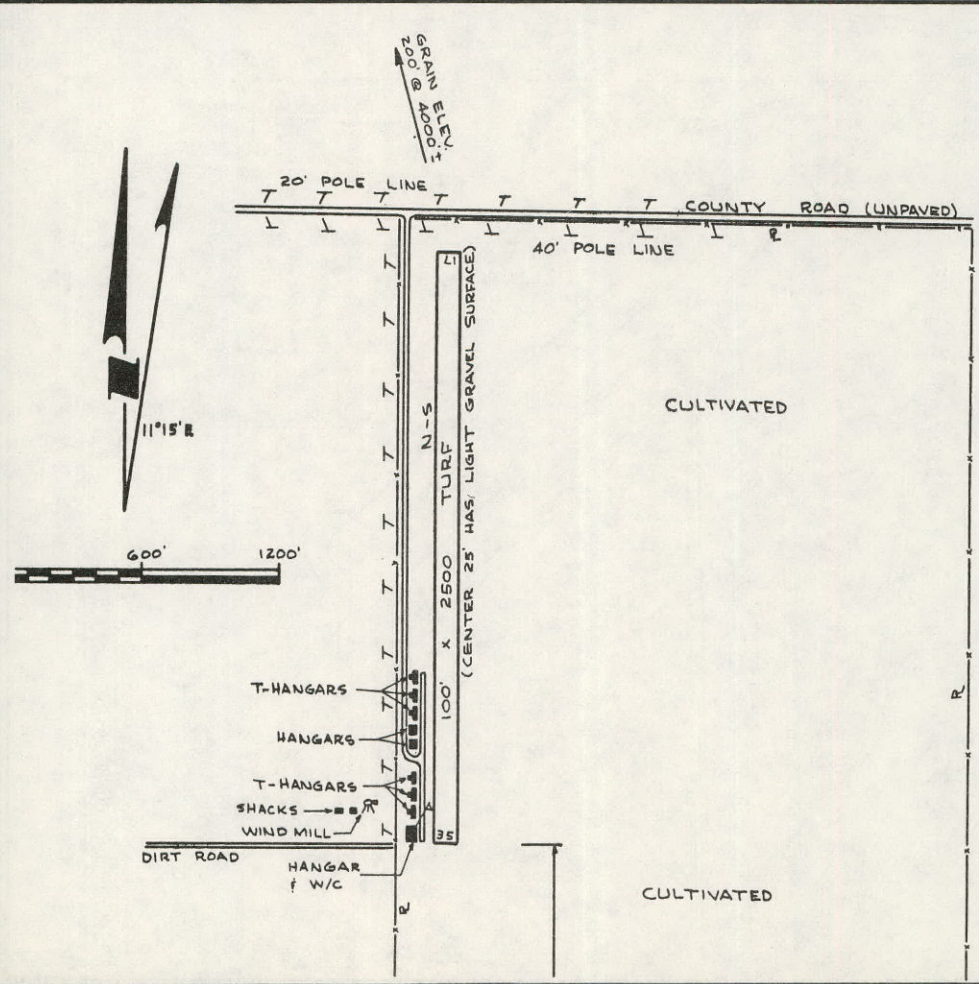 GRAIN ELEV.
200' @ 4000'±
20' POLE LINE
COUNTY ROAD (UNPAVED)
40' POLE LINE
17
N-S
100' x 2500 TURF
(CENTER 25' HAS LIGHT GRAVEL SURFACE)
CULTIVATED
11°15'E
600' 1200'
T-HANGARS
HANGARS
T-HANGARS
SHACKS
WIND MILL
35
DIRT ROAD
HANGAR
& W/C
CULTIVATED